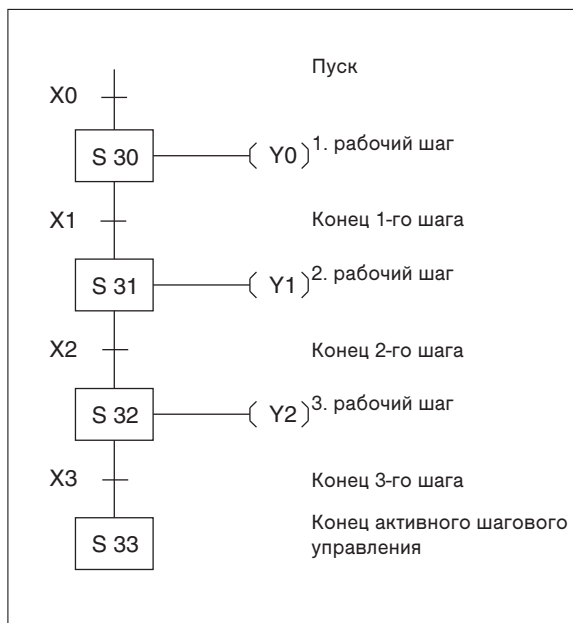 Пуск
X0
S 30
Y0
1. рабочий шаг
X1
Конец 1-го шага
S 31
Y1
2. рабочий шаг
X2
Конец 2-го шага
S 32
Y2
3. рабочий шаг
X3
Конец 3-го шага
S 33
Конец активного шагового
управления